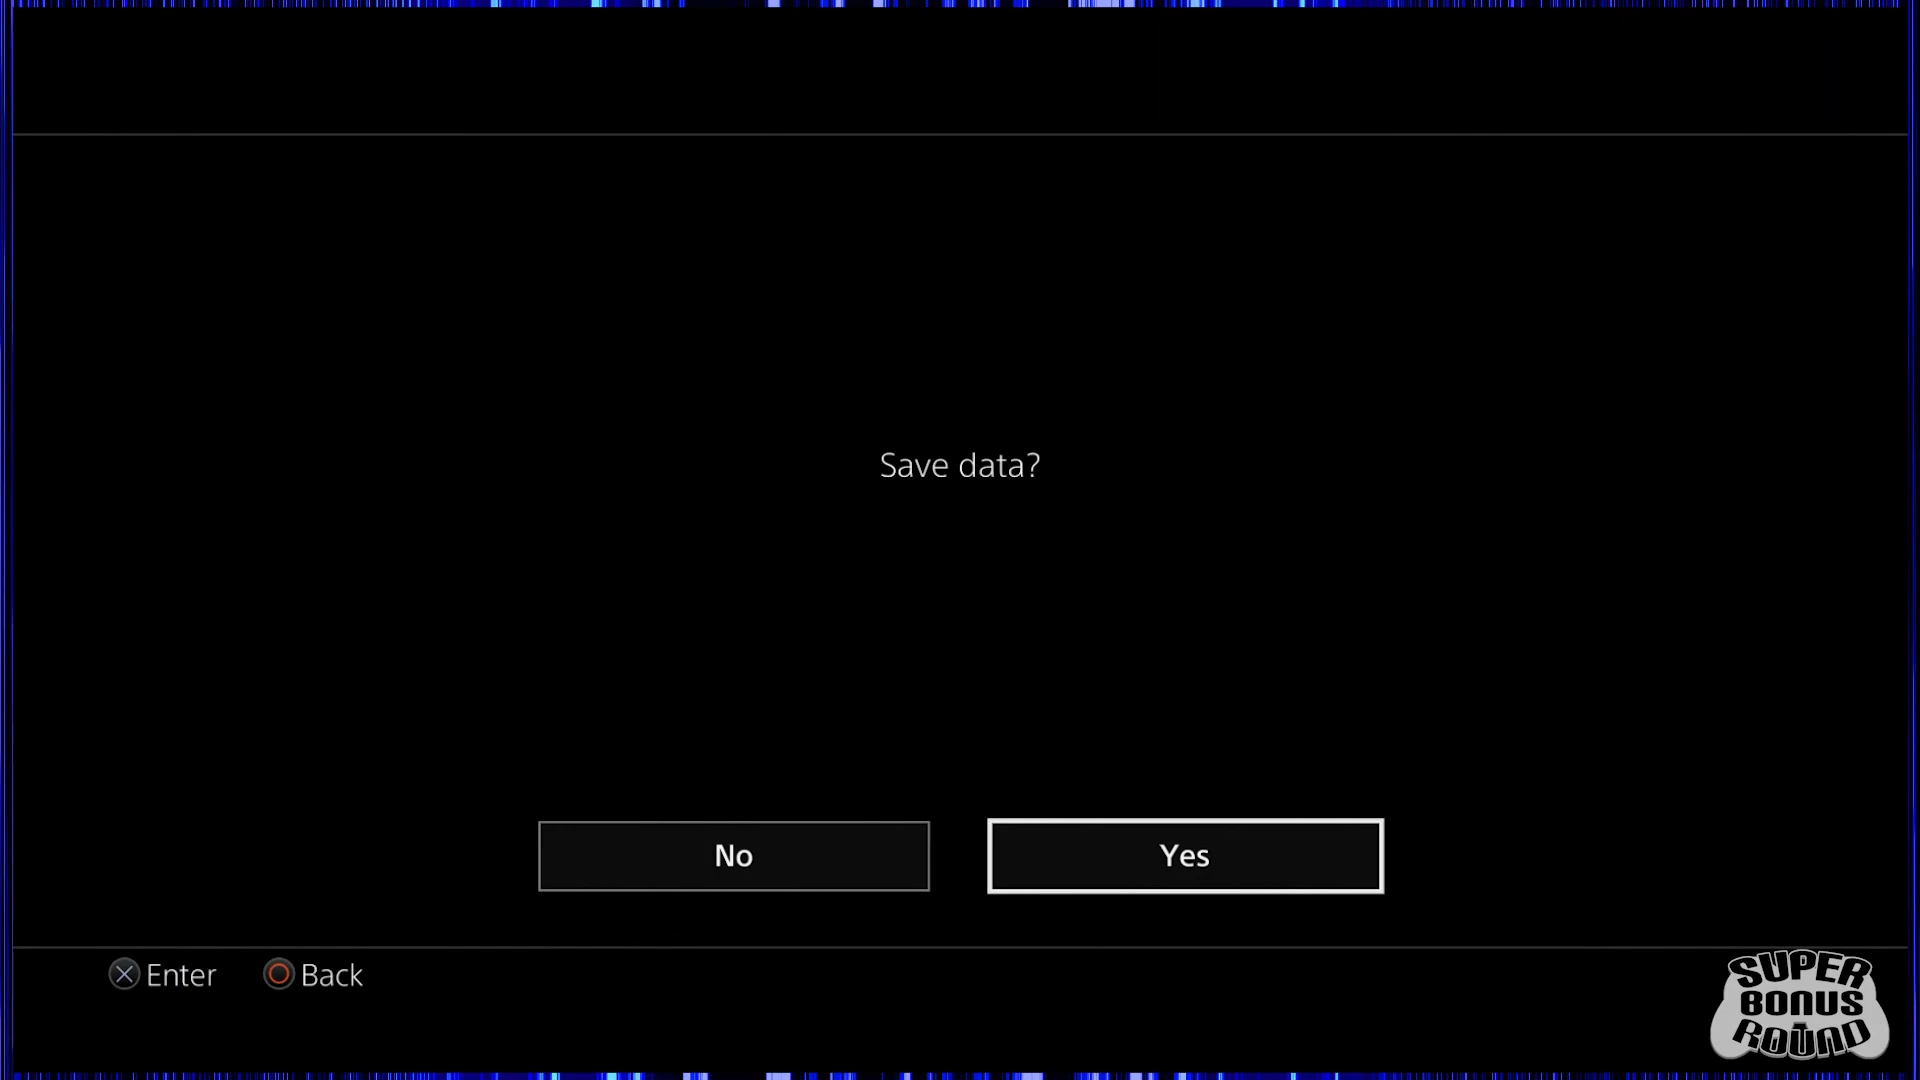 Save data?
No
Yes
Enter
Back
SUPER
BONUS
ROUND